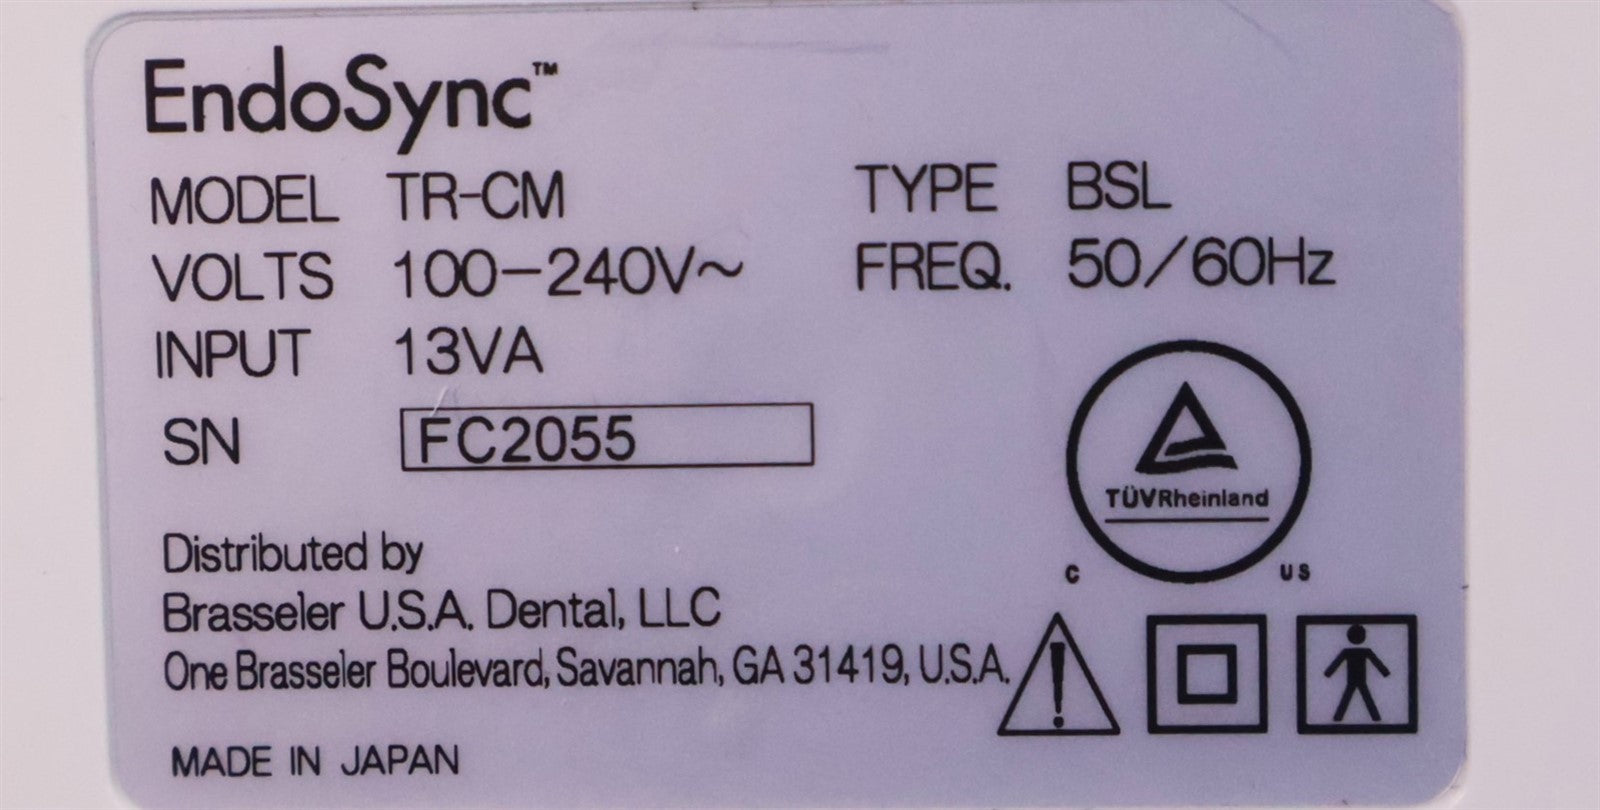 EndoSync™
MODEL TR-CM TYPE BSL
VOLTS 100-240V~ FREQ. 50/60Hz
INPUT 13VA
SN FC2055
TÜVRheinland
C US
Distributed by
Brasseler U.S.A. Dental, LLC
One Brasseler Boulevard, Savannah, GA 31419, U.S.A.
MADE IN JAPAN